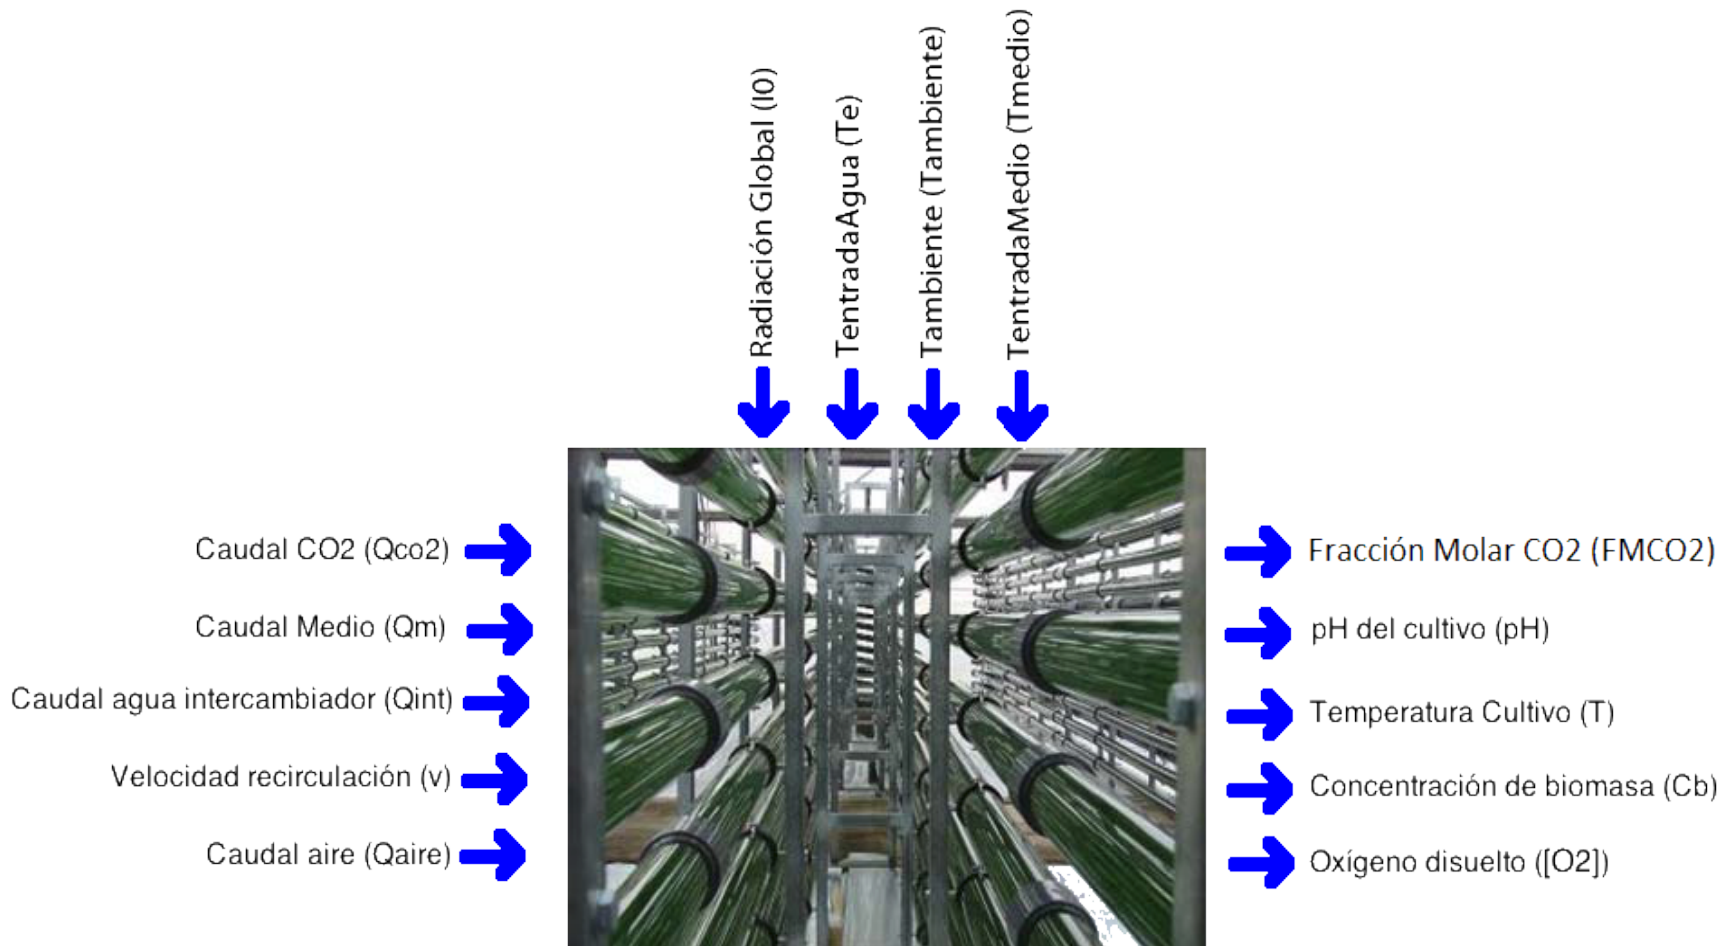 Radiación Global (I0)
TentradaAgua (Te)
Tambiente (Tambiente)
TentradaMedio (Tmedio)
Caudal CO2 (Qco2)
Caudal Medio (Qm)
Caudal agua intercambiador (Qint)
Velocidad recirculación (v)
Caudal aire (Qaire)
Fracción Molar CO2 (FMCO2)
pH del cultivo (pH)
Temperatura Cultivo (T)
Concentración de biomasa (Cb)
Oxígeno disuelto ([O2])